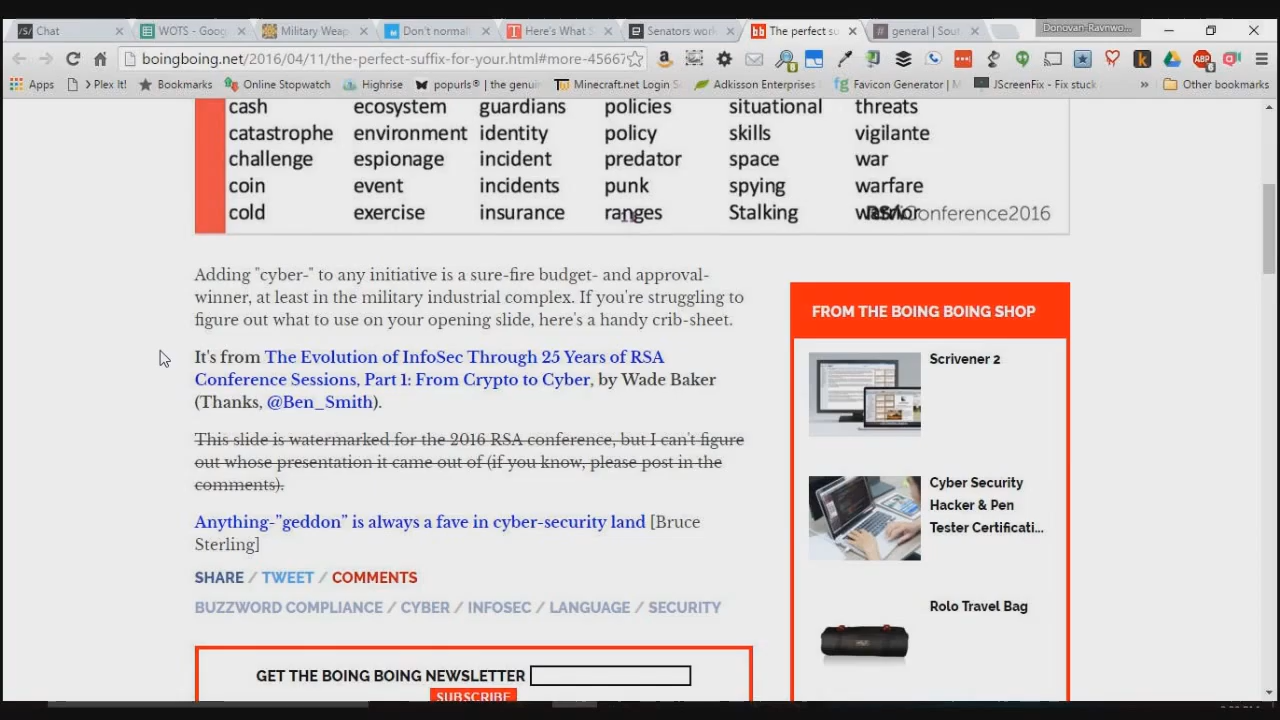 Chat
WOTS - Goog
Military Weap
Don't normal
Here's What S
Senators work
The perfect su
general | Sout
Donovan-Ravnwo...
boingboing.net/2016/04/11/the-perfect-suffix-for-your.html#more-45667
Apps
> Plex It!
Bookmarks
Online Stopwatch
Highrise
popurls® | the genui
Minecraft.net Login S
Adkisson Enterprises
Favicon Generator | M
JScreenFix - Fix stuck
»
Other bookmarks
cash ecosystem guardians policies situational threats
catastrophe environment identity policy skills vigilante
challenge espionage incident predator space war
coin event incidents punk spying warfare
cold exercise insurance ranges Stalking warrior
RSAConference2016
Adding "cyber-" to any initiative is a sure-fire budget- and approval-
winner, at least in the military industrial complex. If you're struggling to
figure out what to use on your opening slide, here's a handy crib-sheet.
It's from The Evolution of InfoSec Through 25 Years of RSA
Conference Sessions, Part 1: From Crypto to Cyber, by Wade Baker
(Thanks, @Ben_Smith).
This slide is watermarked for the 2016 RSA conference, but I can't figure
out whose presentation it came out of (if you know, please post in the
comments).
Anything-"geddon" is always a fave in cyber-security land [Bruce
Sterling]
SHARE / TWEET / COMMENTS
BUZZWORD COMPLIANCE / CYBER / INFOSEC / LANGUAGE / SECURITY
GET THE BOING BOING NEWSLETTER
SUBSCRIBE
FROM THE BOING BOING SHOP
Scrivener 2
Cyber Security
Hacker & Pen
Tester Certificati...
Rolo Travel Bag